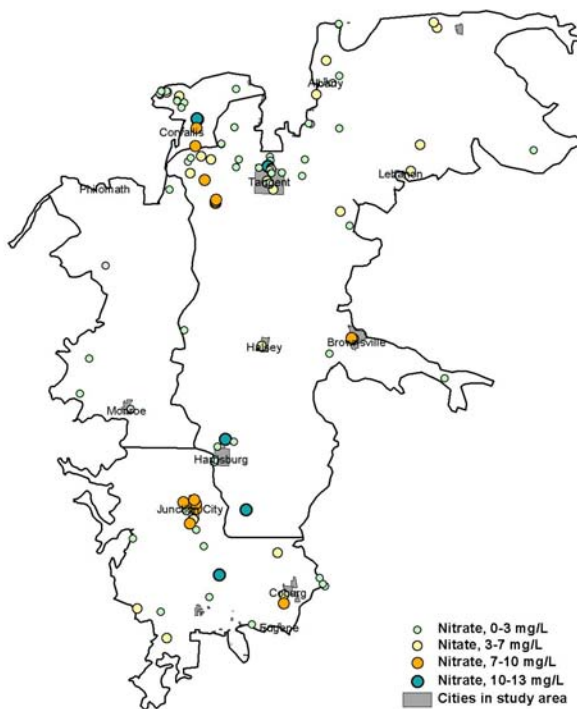 Albany
Corvallis
Philomath
Tangent
Lebanon
Halsey
Brownsville
Monroe
Harrisburg
Junction City
Coburg
Eugene
Nitrate, 0-3 mg/L
Nitate, 3-7 mg/L
Nitrate, 7-10 mg/L
Nitrate, 10-13 mg/L
Cities in study area